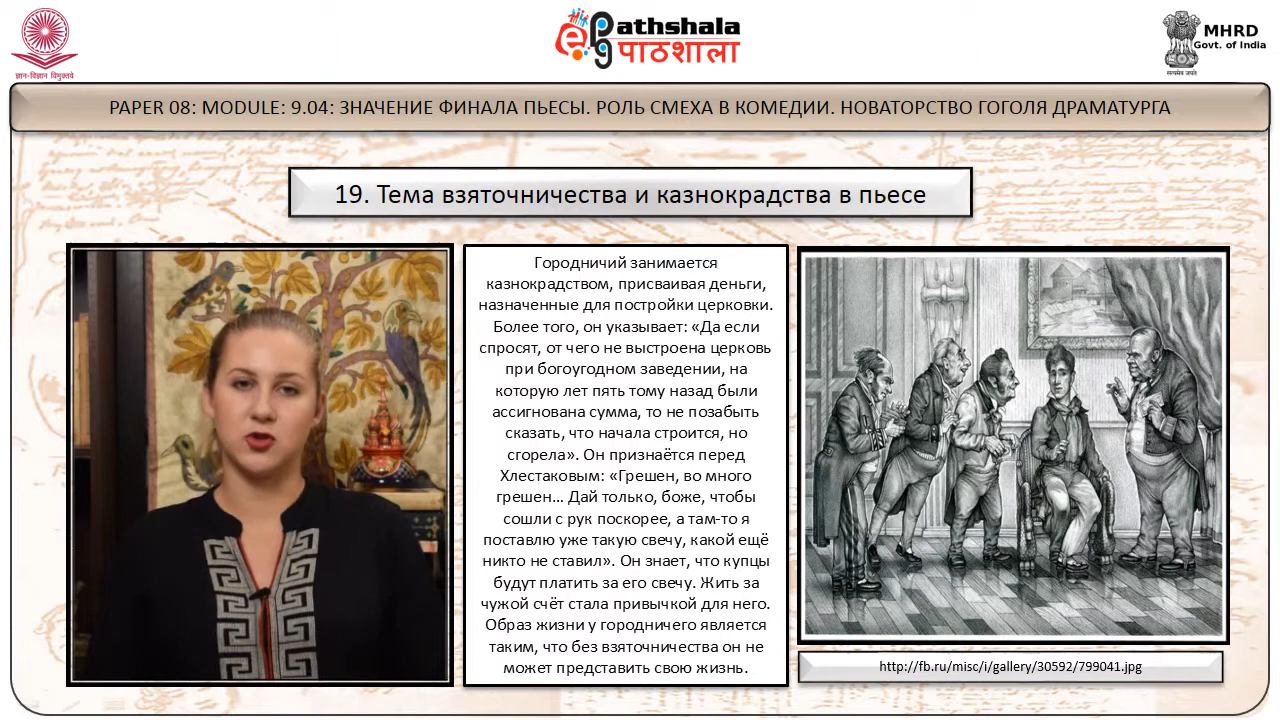 ज्ञान-विज्ञान विमुक्तये
epg Pathshala
पाठशाला
MHRD
Govt. of India
सत्यमेव जयते
PAPER 08: MODULE: 9.04: ЗНАЧЕНИЕ ФИНАЛА ПЬЕСЫ. РОЛЬ СМЕХА В КОМЕДИИ. НОВАТОРСТВО ГОГОЛЯ ДРАМАТУРГА
19. Тема взяточничества и казнокрадства в пьесе
Городничий занимается
казнокрадством, присваивая деньги,
назначенные для постройки церковки.
Более того, он указывает: «Да если
спросят, от чего не выстроена церковь
при богоугодном заведении, на
которую лет пять тому назад были
ассигнована сумма, то не позабыть
сказать, что начала строится, но
сгорела». Он признаётся перед
Хлестаковым: «Грешен, во много
грешен… Дай только, боже, чтобы
сошли с рук поскорее, а там-то я
поставлю уже такую свечу, какой ещё
никто не ставил». Он знает, что купцы
будут платить за его свечу. Жить за
чужой счёт стала привычкой для него.
Образ жизни у городничего является
таким, что без взяточничества он не
может представить свою жизнь.
http://fb.ru/misc/i/gallery/30592/799041.jpg